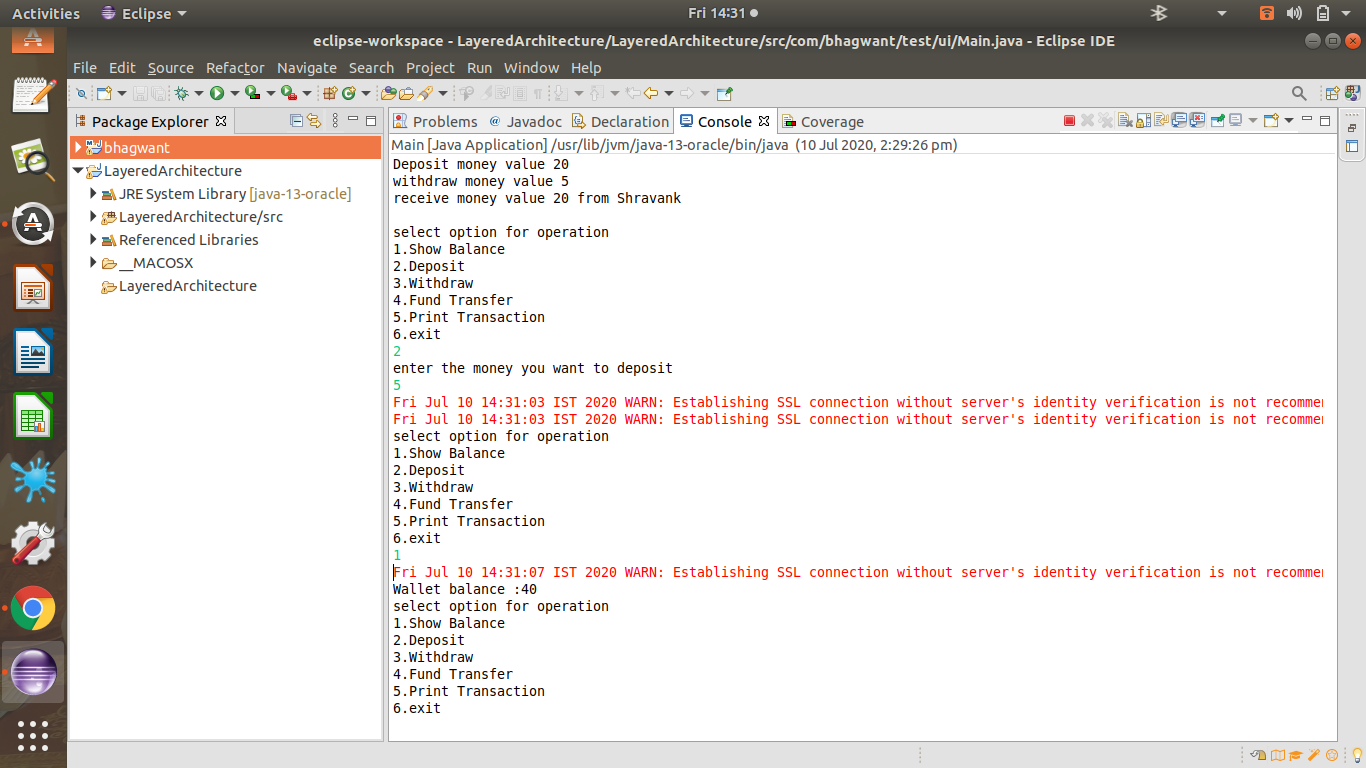 Activities Eclipse Fri 14:31
eclipse-workspace - LayeredArchitecture/LayeredArchitecture/src/com/bhagwant/test/ui/Main.java - Eclipse IDE
File Edit Source Refactor Navigate Search Project Run Window Help
Package Explorer
bhagwant
LayeredArchitecture
JRE System Library [java-13-oracle]
LayeredArchitecture/src
Referenced Libraries
__MACOSX
LayeredArchitecture
Problems @ Javadoc Declaration Console Coverage
Main [Java Application] /usr/lib/jvm/java-13-oracle/bin/java (10 Jul 2020, 2:29:26 pm)
Deposit money value 20
withdraw money value 5
receive money value 20 from Shravank
select option for operation
1.Show Balance
2.Deposit
3.Withdraw
4.Fund Transfer
5.Print Transaction
6.exit
2
enter the money you want to deposit
5
Fri Jul 10 14:31:03 IST 2020 WARN: Establishing SSL connection without server's identity verification is not recommen
Fri Jul 10 14:31:03 IST 2020 WARN: Establishing SSL connection without server's identity verification is not recommen
select option for operation
1.Show Balance
2.Deposit
3.Withdraw
4.Fund Transfer
5.Print Transaction
6.exit
1
Fri Jul 10 14:31:07 IST 2020 WARN: Establishing SSL connection without server's identity verification is not recommen
Wallet balance :40
select option for operation
1.Show Balance
2.Deposit
3.Withdraw
4.Fund Transfer
5.Print Transaction
6.exit